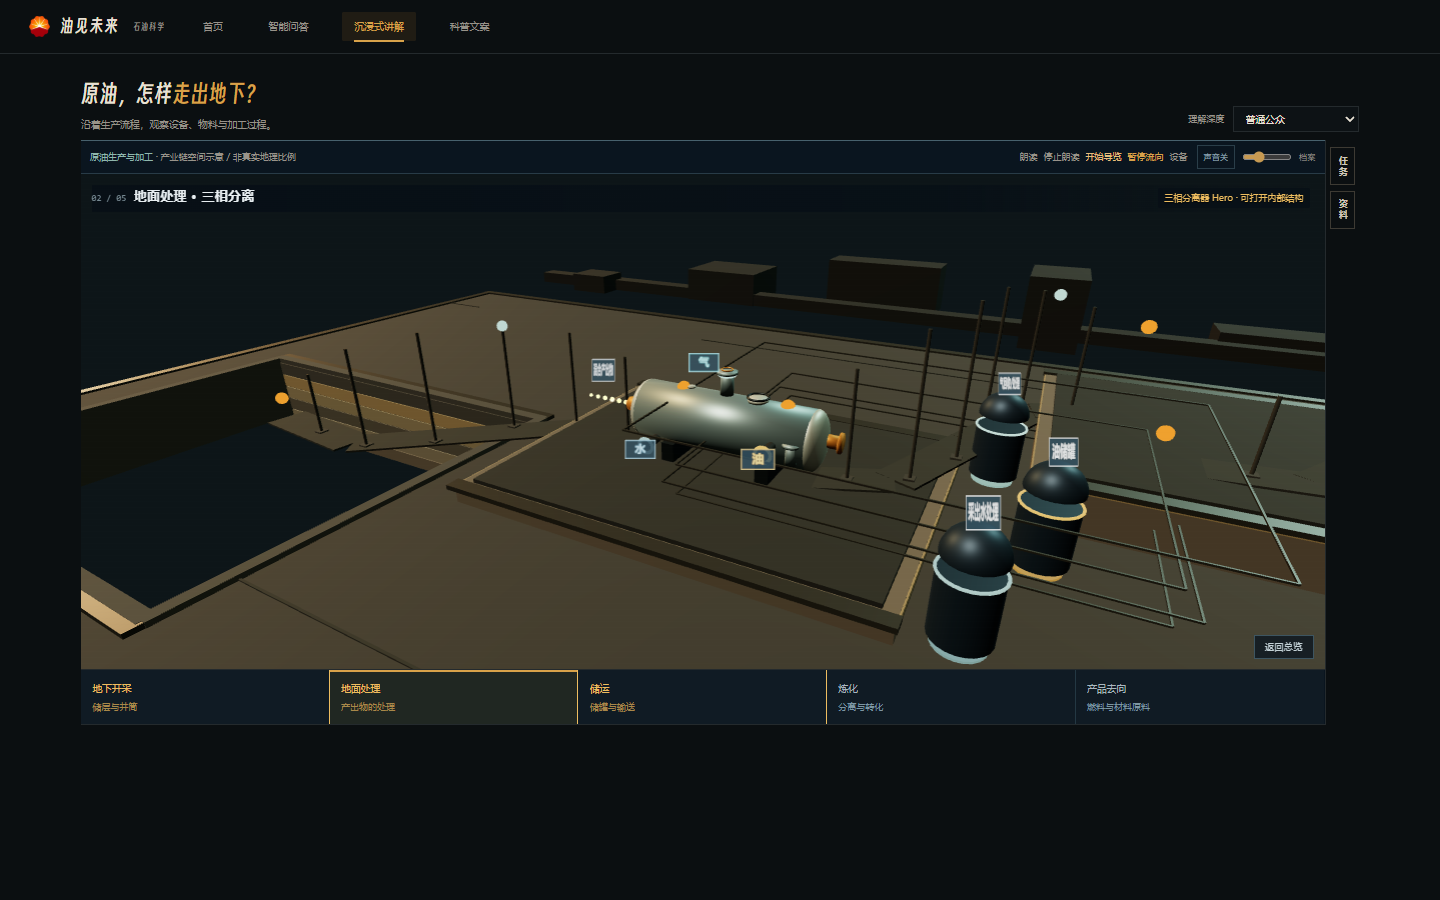 油见未来 石油科学 首页 智能问答 沉浸式讲解 科普文案
原油，怎样走出地下？
沿着生产流程，观察设备、物料与加工过程。
理解深度 普通公众
原油生产与加工 · 产业链空间示意 / 非真实地理比例
朗读 停止朗读 开始导览 暂停流向 设备 声音关 档案
任务
资料
02 / 05 地面处理 • 三相分离
三相分离器 Hero · 可打开内部结构
气
水
油
油储罐
采出水处理
返回总览
地下开采
储层与井筒
地面处理
产出物的处理
储运
储罐与输送
炼化
分离与转化
产品去向
燃料与材料原料